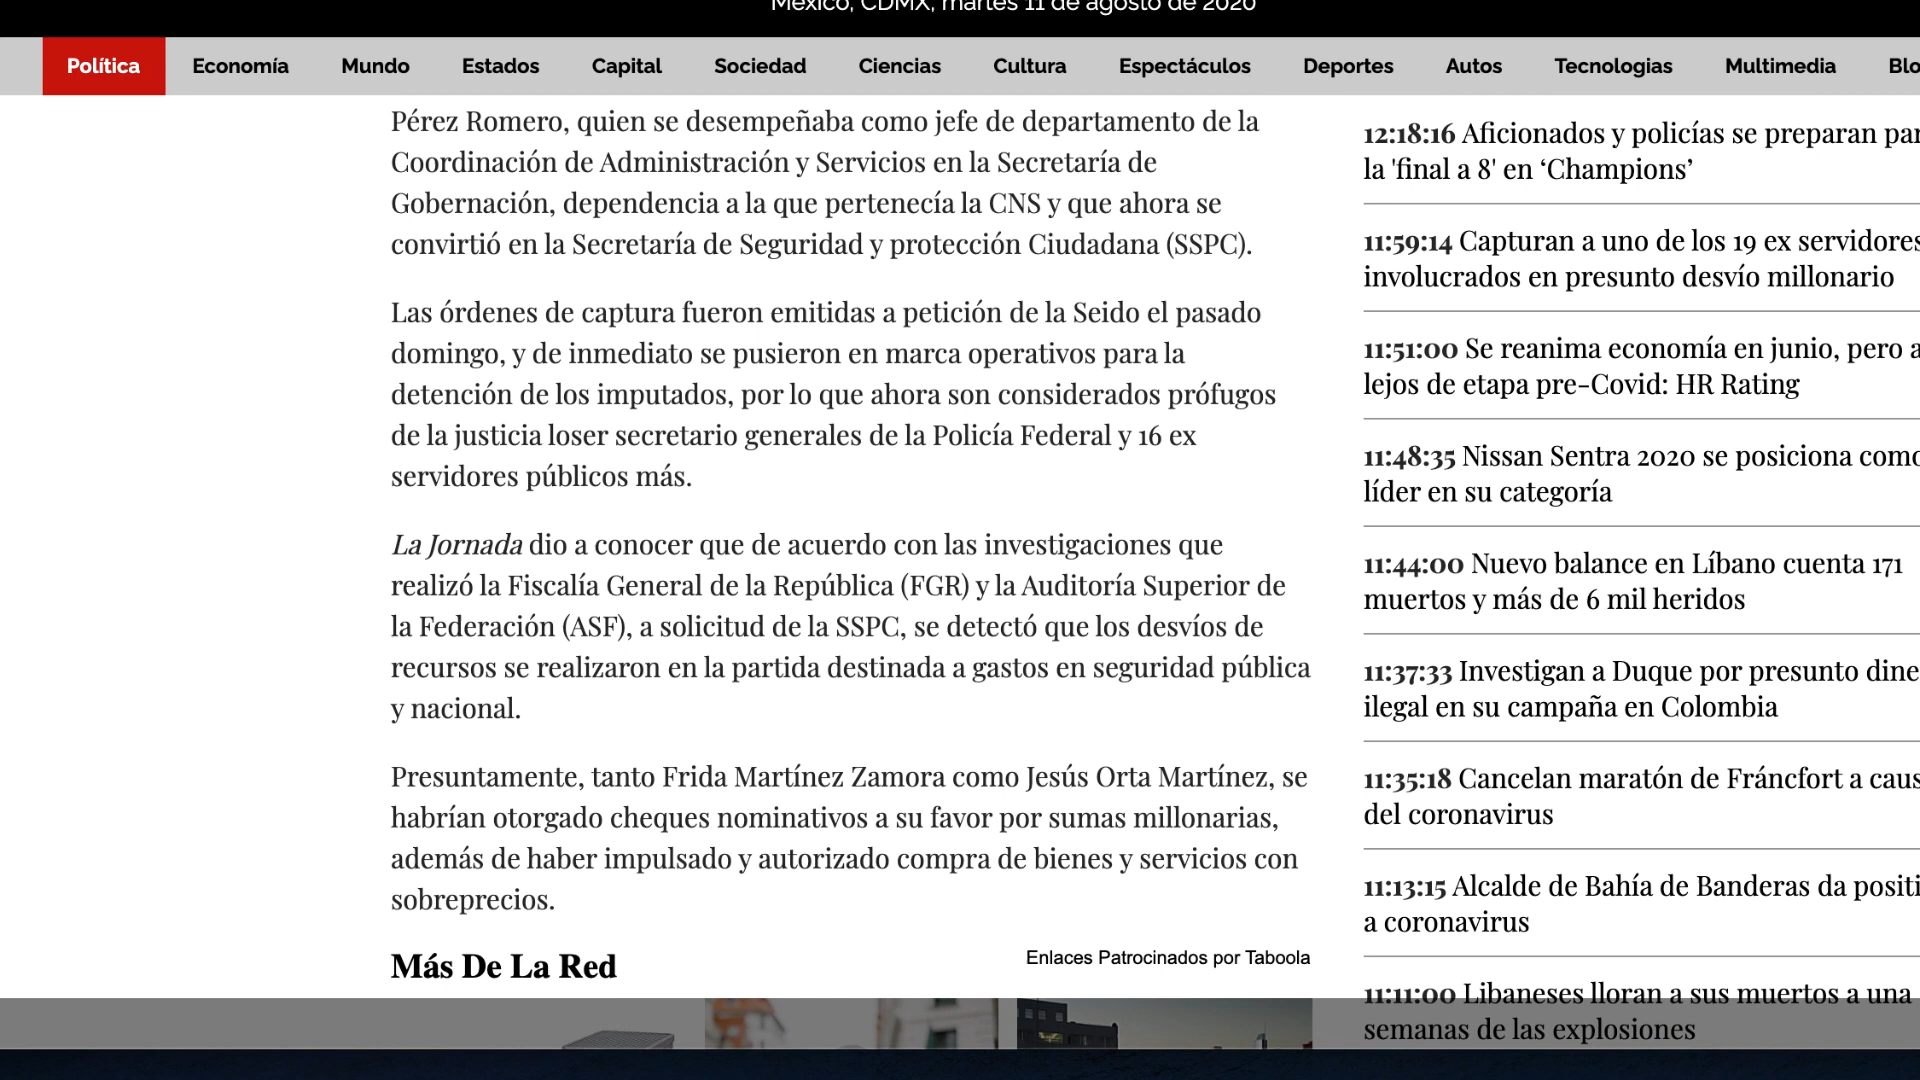 México, CDMX, martes 11 de agosto de 2020
Política Economía Mundo Estados Capital Sociedad Ciencias Cultura Espectáculos Deportes Autos Tecnologias Multimedia Blo
Pérez Romero, quien se desempeñaba como jefe de departamento de la
Coordinación de Administración y Servicios en la Secretaría de
Gobernación, dependencia a la que pertenecía la CNS y que ahora se
convirtió en la Secretaría de Seguridad y protección Ciudadana (SSPC).
Las órdenes de captura fueron emitidas a petición de la Seido el pasado
domingo, y de inmediato se pusieron en marca operativos para la
detención de los imputados, por lo que ahora son considerados prófugos
de la justicia loser secretario generales de la Policía Federal y 16 ex
servidores públicos más.
La Jornada dio a conocer que de acuerdo con las investigaciones que
realizó la Fiscalía General de la República (FGR) y la Auditoría Superior de
la Federación (ASF), a solicitud de la SSPC, se detectó que los desvíos de
recursos se realizaron en la partida destinada a gastos en seguridad pública
y nacional.
Presuntamente, tanto Frida Martínez Zamora como Jesús Orta Martínez, se
habrían otorgado cheques nominativos a su favor por sumas millonarias,
además de haber impulsado y autorizado compra de bienes y servicios con
sobreprecios.
Más De La Red
Enlaces Patrocinados por Taboola
12:18:16 Aficionados y policías se preparan par
la 'final a 8' en ‘Champions’
11:59:14 Capturan a uno de los 19 ex servidores
involucrados en presunto desvío millonario
11:51:00 Se reanima economía en junio, pero a
lejos de etapa pre-Covid: HR Rating
11:48:35 Nissan Sentra 2020 se posiciona como
líder en su categoría
11:44:00 Nuevo balance en Líbano cuenta 171
muertos y más de 6 mil heridos
11:37:33 Investigan a Duque por presunto dine
ilegal en su campaña en Colombia
11:35:18 Cancelan maratón de Fráncfort a caus
del coronavirus
11:13:15 Alcalde de Bahía de Banderas da positi
a coronavirus
11:11:00 Libaneses lloran a sus muertos a una
semanas de las explosiones